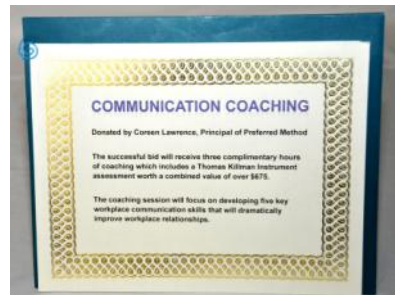 COMMUNICATION COACHING
Donated by Coreen Lawrence, Principal of Preferred Method
The successful bid will receive three complimentary hours
of coaching which includes a Thomas Killman Instrument
assessment worth a combined value of over $675.
The coaching session will focus on developing five key
workplace communication skills that will dramatically
improve workplace relationships.